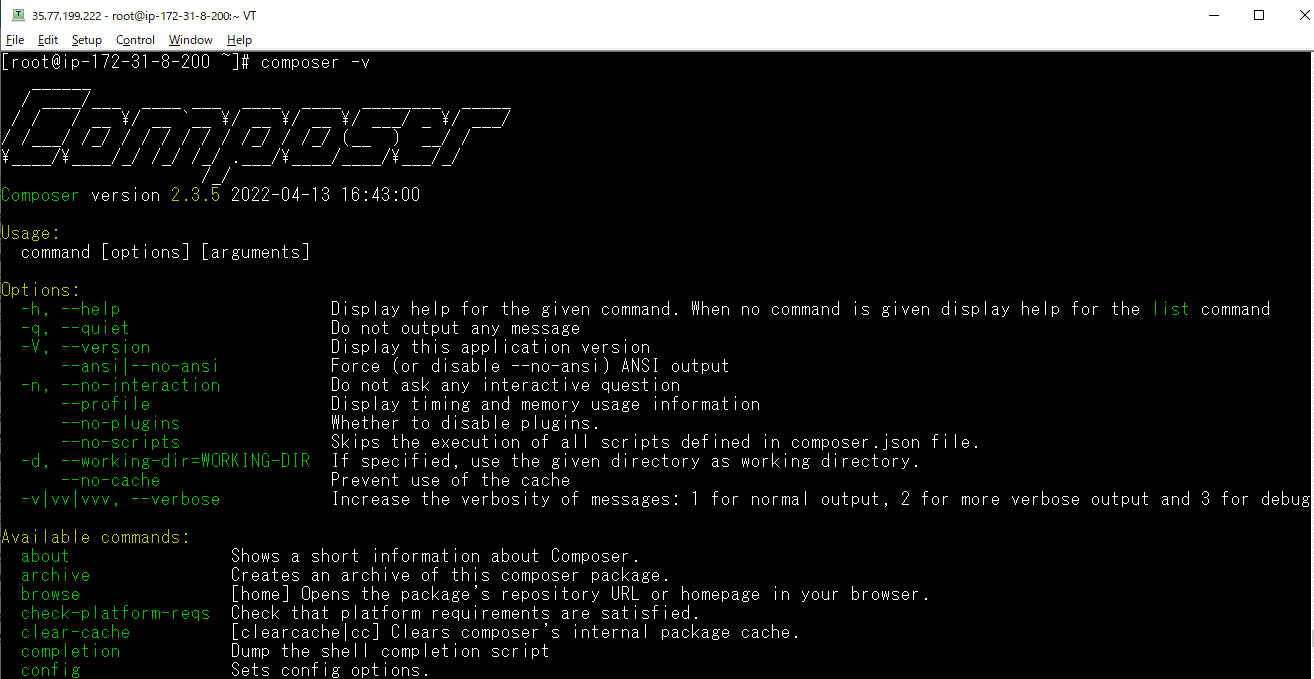 35.77.199.222 - root@ip-172-31-8-200:~ VT
File Edit Setup Control Window Help
[root@ip-172-31-8-200 ~]# composer -v
Composer
Composer version 2.3.5 2022-04-13 16:43:00
Usage:
command [options] [arguments]
Options:
-h, --help Display help for the given command. When no command is given display help for the list command
-q, --quiet Do not output any message
-V, --version Display this application version
--ansi|--no-ansi Force (or disable --no-ansi) ANSI output
-n, --no-interaction Do not ask any interactive question
--profile Display timing and memory usage information
--no-plugins Whether to disable plugins.
--no-scripts Skips the execution of all scripts defined in composer.json file.
-d, --working-dir=WORKING-DIR If specified, use the given directory as working directory.
--no-cache Prevent use of the cache
-v|vv|vvv, --verbose Increase the verbosity of messages: 1 for normal output, 2 for more verbose output and 3 for debug
Available commands:
about Shows a short information about Composer.
archive Creates an archive of this composer package.
browse [home] Opens the package's repository URL or homepage in your browser.
check-platform-reqs Check that platform requirements are satisfied.
clear-cache [clearcache|cc] Clears composer's internal package cache.
completion Dump the shell completion script
config Sets config options.